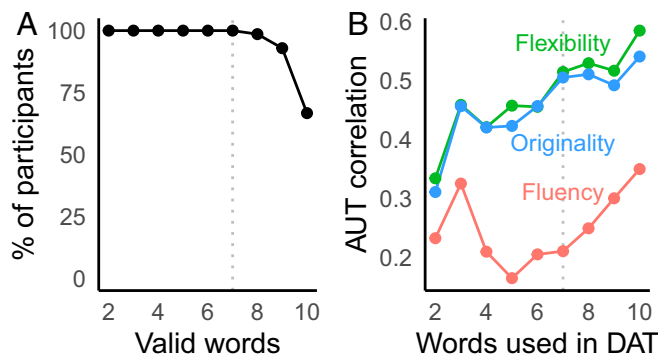 A
% of participants
100
75
50
25
0
2 4 6 8 10
Valid words
B
AUT correlation
0.6
0.5
0.4
0.3
0.2
Flexibility
Originality
Fluency
2 4 6 8 10
Words used in DAT